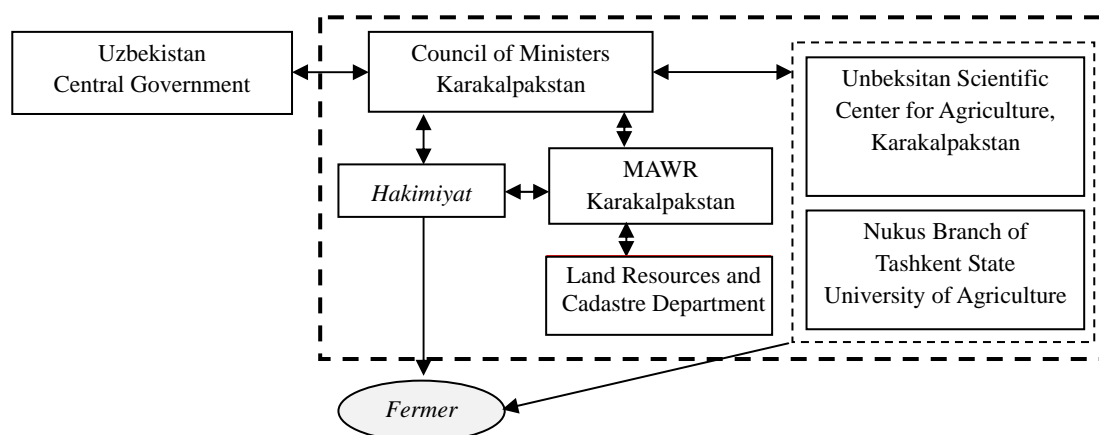 Uzbekistan
Central Government
Council of Ministers
Karakalpakstan
Unbeksitan Scientific
Center for Agriculture,
Karakalpakstan
Hakimiyat
MAWR
Karakalpakstan
Land Resources and
Cadastre Department
Nukus Branch of
Tashkent State
University of Agriculture
Fermer